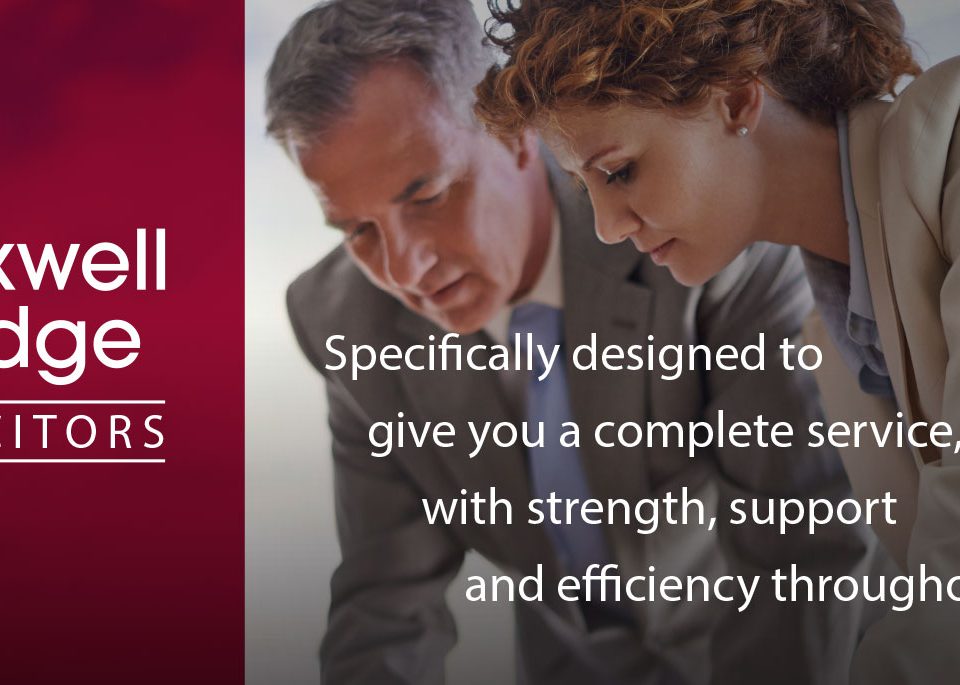 xwell
dge
ITORS
Specifically designed to
give you a complete service,
with strength, support
and efficiency througho